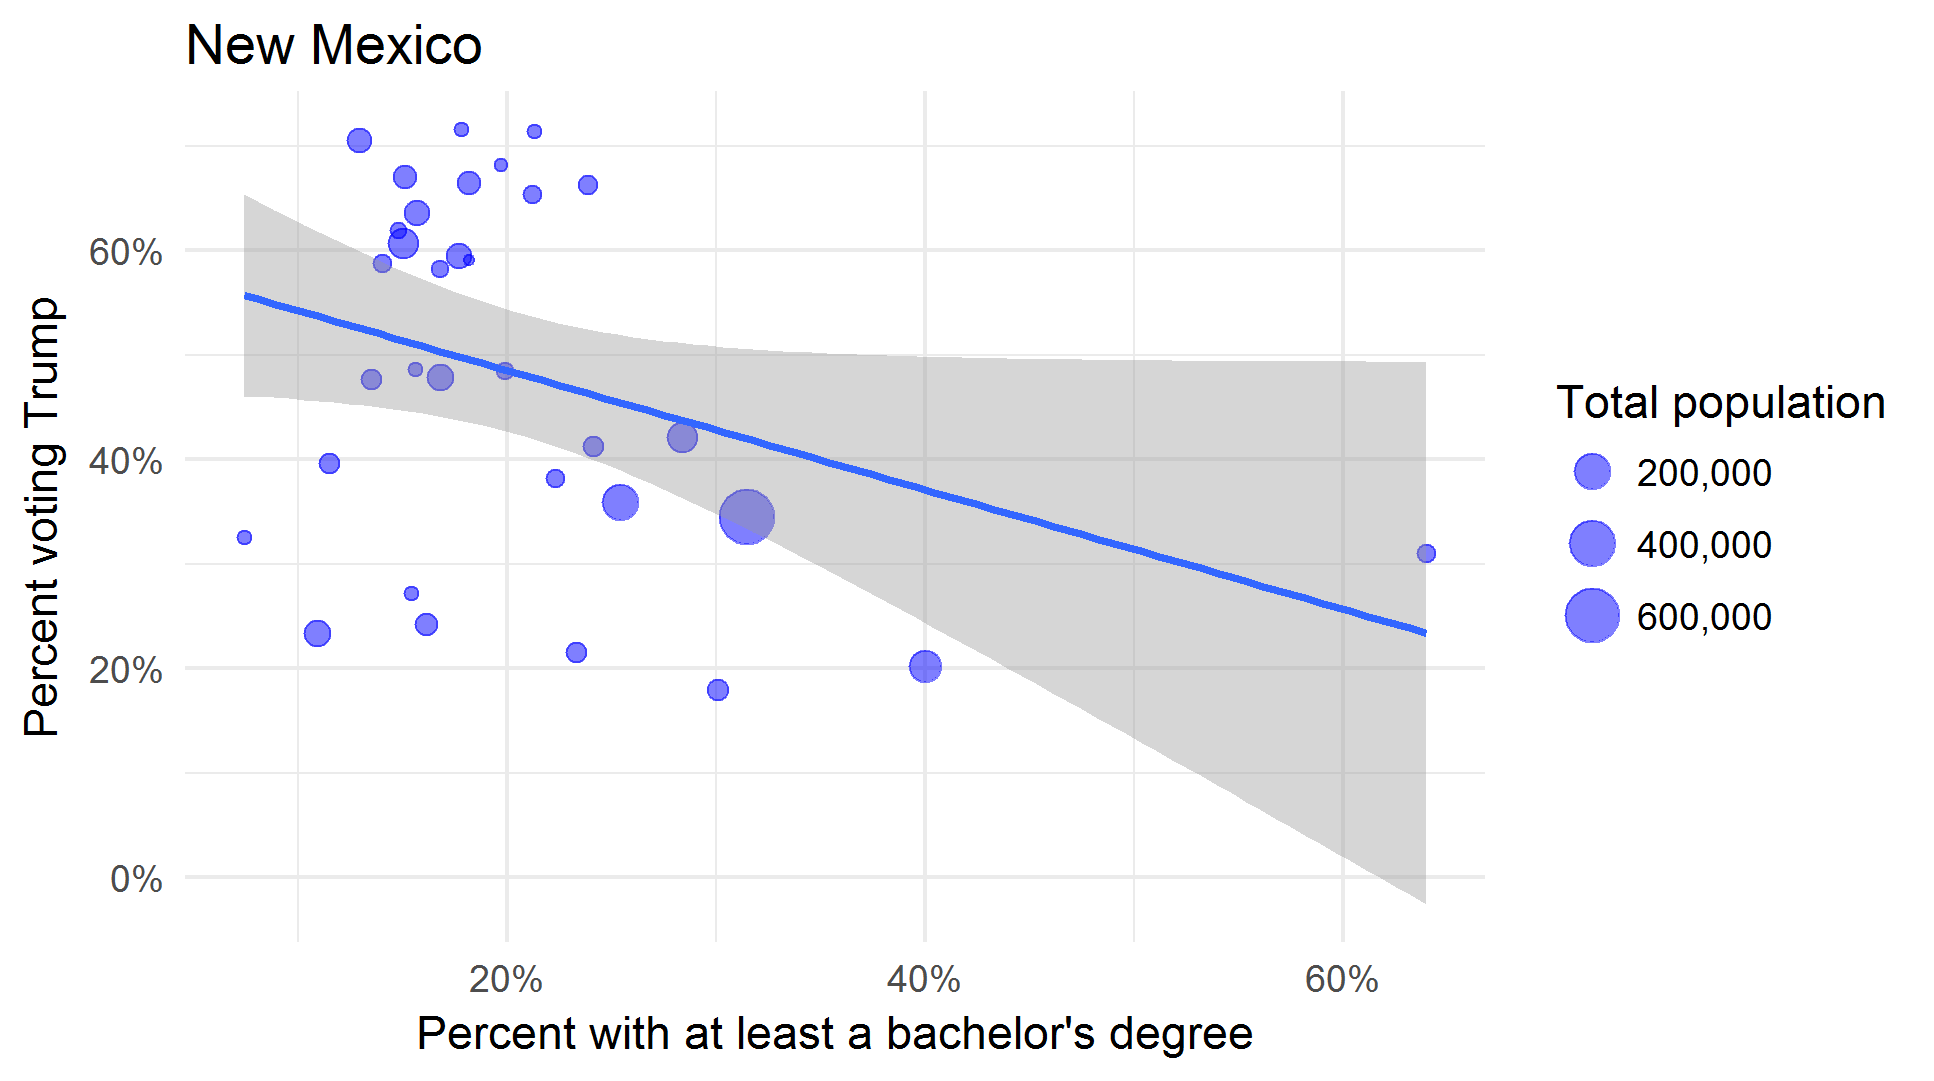 New Mexico
60%
40%
20%
0%
Percent voting Trump
20%
40%
60%
Percent with at least a bachelor's degree
Total population
200,000
400,000
600,000